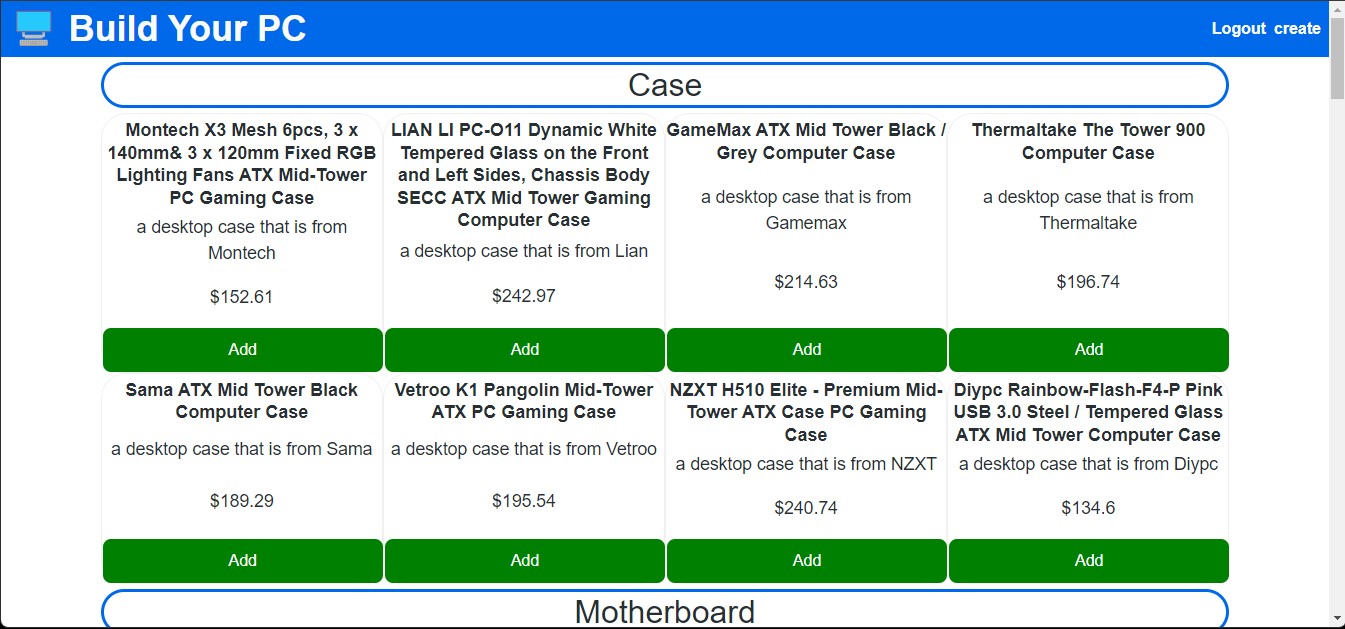 Build Your PC
Logout create
Case
Montech X3 Mesh 6pcs, 3 x
140mm& 3 x 120mm Fixed RGB
Lighting Fans ATX Mid-Tower
PC Gaming Case
a desktop case that is from
Montech
$152.61
Add
LIAN LI PC-O11 Dynamic White
Tempered Glass on the Front
and Left Sides, Chassis Body
SECC ATX Mid Tower Gaming
Computer Case
a desktop case that is from Lian
$242.97
Add
GameMax ATX Mid Tower Black /
Grey Computer Case
a desktop case that is from
Gamemax
$214.63
Add
Thermaltake The Tower 900
Computer Case
a desktop case that is from
Thermaltake
$196.74
Add
Sama ATX Mid Tower Black
Computer Case
a desktop case that is from Sama
$189.29
Add
Vetroo K1 Pangolin Mid-Tower
ATX PC Gaming Case
a desktop case that is from Vetroo
$195.54
Add
NZXT H510 Elite - Premium Mid-
Tower ATX Case PC Gaming
Case
a desktop case that is from NZXT
$240.74
Add
Diypc Rainbow-Flash-F4-P Pink
USB 3.0 Steel / Tempered Glass
ATX Mid Tower Computer Case
a desktop case that is from Diypc
$134.6
Add
Motherboard